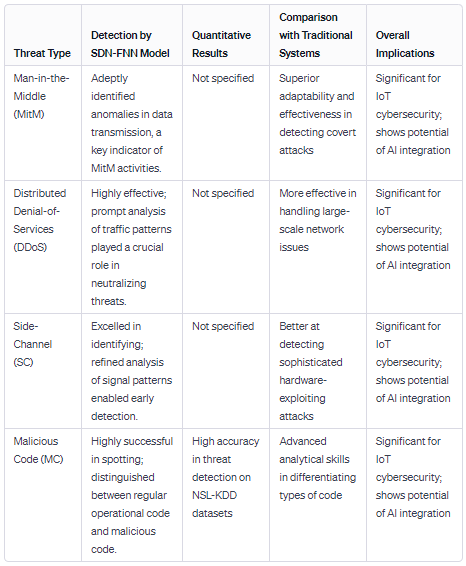 Threat Type
Detection by
SDN-FNN Model
Quantitative
Results
Comparison
with Traditional
Systems
Overall
Implications
Man-in-the-
Middle
(MitM)
Adeptly
identified
anomalies in data
transmission, a
key indicator of
MitM activities.
Not specified
Superior
adaptability and
effectiveness in
detecting covert
attacks
Significant for
IoT
cybersecurity;
shows potential
of AI integration
Distributed
Denial-of-
Services
(DDoS)
Highly effective;
prompt analysis
of traffic patterns
played a crucial
role in
neutralizing
threats.
Not specified
More effective in
handling large-
scale network
issues
Significant for
IoT
cybersecurity;
shows potential
of AI integration
Side-
Channel
(SC)
Excelled in
identifying;
refined analysis
of signal patterns
enabled early
detection.
Not specified
Better at
detecting
sophisticated
hardware-
exploiting
attacks
Significant for
IoT
cybersecurity;
shows potential
of AI integration
Malicious
Code (MC)
Highly successful
in spotting;
distinguished
between regular
operational code
and malicious
code.
High accuracy
in threat
detection on
NSL-KDD
datasets
Advanced
analytical skills
in differentiating
types of code
Significant for
IoT
cybersecurity;
shows potential
of AI integration